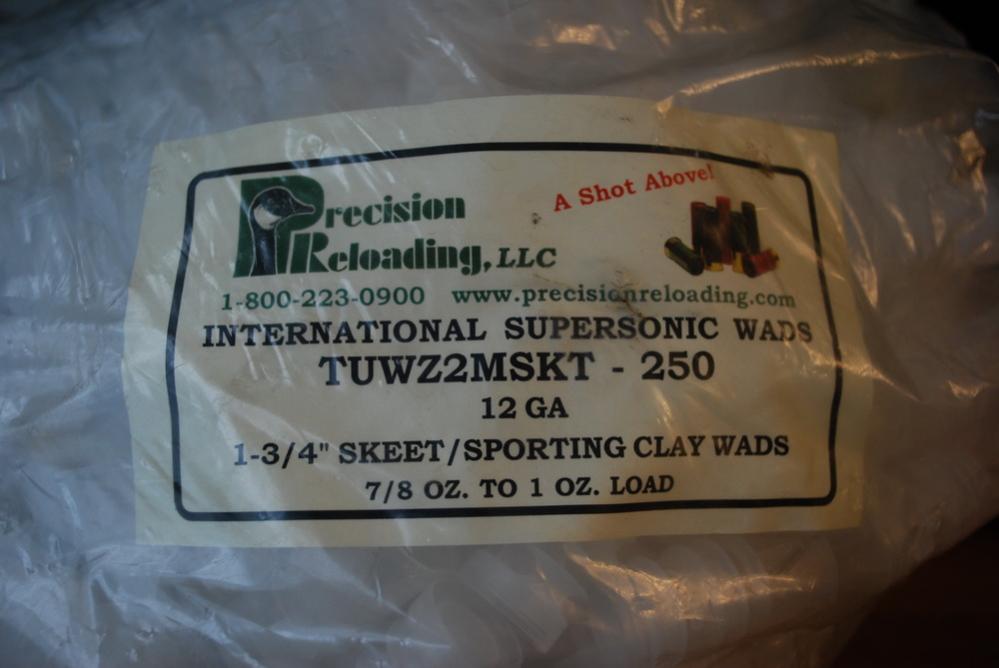 Precision
Reloading, LLC
A Shot Above!
1-800-223-0900 www.precisionreloading.com
INTERNATIONAL SUPERSONIC WADS
TUWZ2MSKT - 250
12 GA
1-3/4" SKEET/SPORTING CLAY WADS
7/8 OZ. TO 1 OZ. LOAD